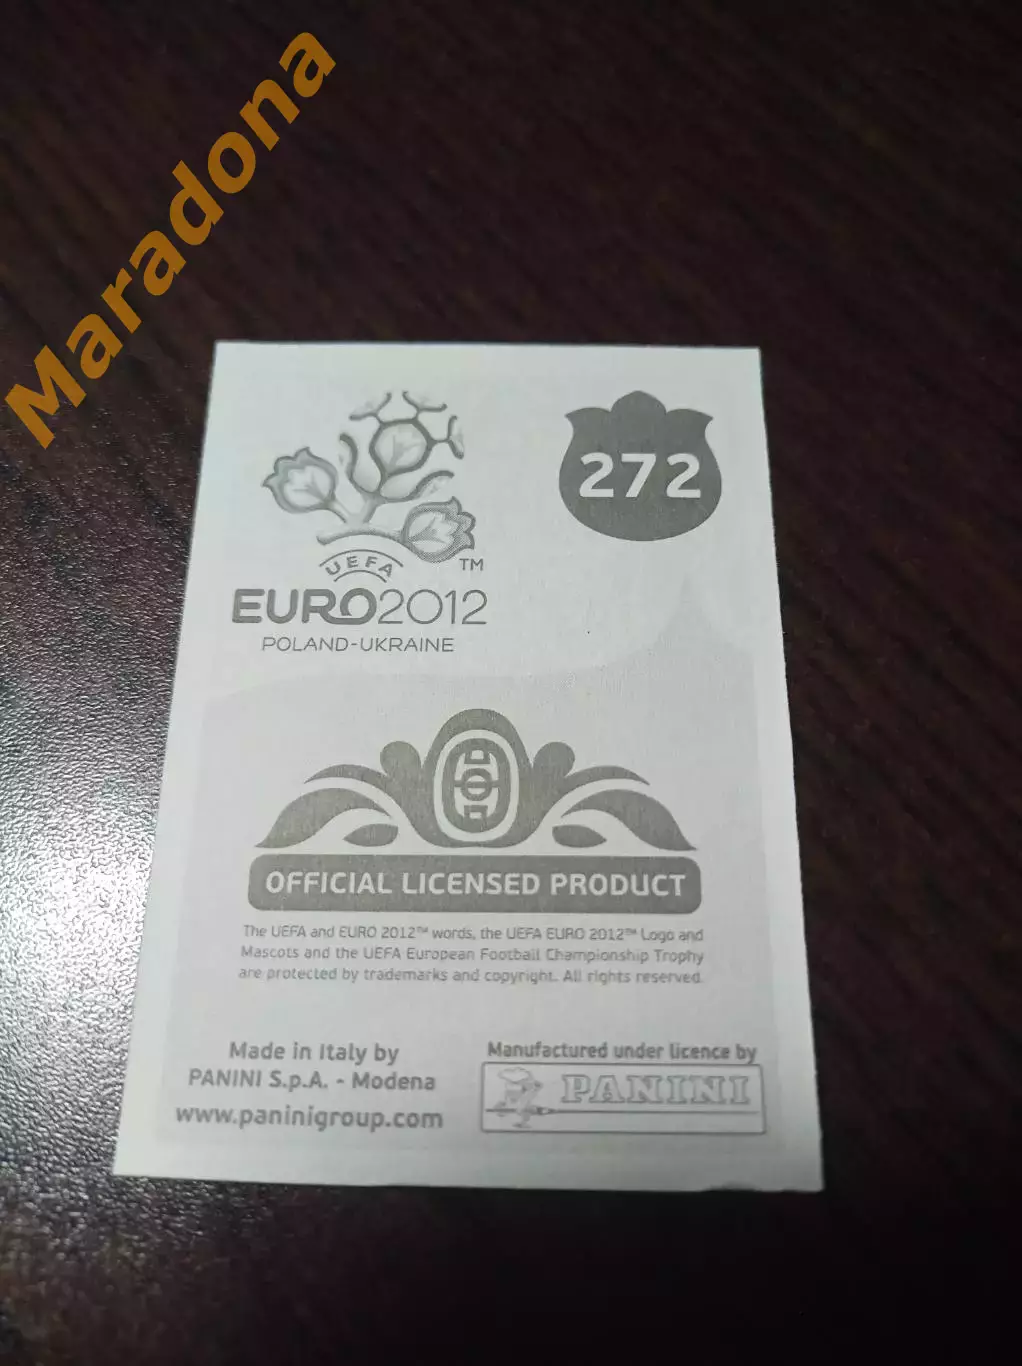 Maradona
272
UEFA
TM
EURO2012
POLAND-UKRAINE
OFFICIAL LICENSED PRODUCT
The UEFA and EURO 2012™ words, the UEFA EURO 2012™ Logo and
Mascots and the UEFA European Football Championship Trophy
are protected by trademarks and copyright. All rights reserved.
Made in Italy by
PANINI S.p.A. - Modena
www.paninigroup.com
Manufactured under licence by
PANINI